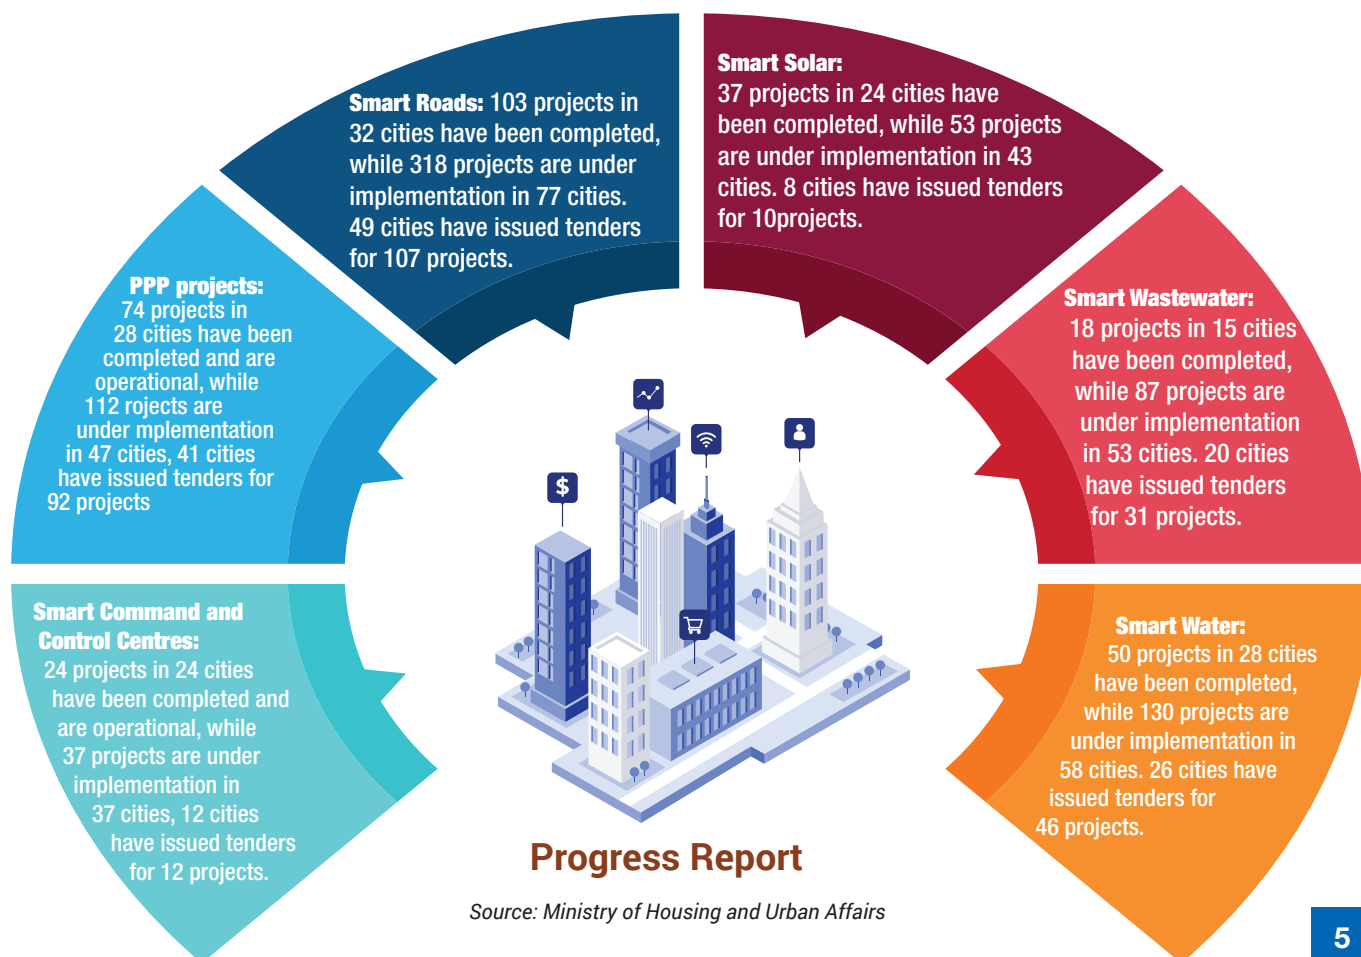 Smart Command and
Control Centres:
24 projects in 24 cities
have been completed and
are operational, while
37 projects are under
implementation in
37 cities, 12 cities
have issued tenders
for 12 projects.
PPP projects:
74 projects in
28 cities have been
completed and are
operational, while
112 rojects are
under mplementation
in 47 cities, 41 cities
have issued tenders for
92 projects
Smart Roads: 103 projects in
32 cities have been completed,
while 318 projects are under
implementation in 77 cities.
49 cities have issued tenders
for 107 projects.
Smart Solar:
37 projects in 24 cities have
been completed, while 53 projects
are under implementation in 43
cities. 8 cities have issued tenders
for 10projects.
Smart Wastewater:
18 projects in 15 cities
have been completed,
while 87 projects are
under implementation
in 53 cities. 20 cities
have issued tenders
for 31 projects.
Smart Water:
50 projects in 28 cities
have been completed,
while 130 projects are
under implementation in
58 cities. 26 cities have
issued tenders for
46 projects.
$
Progress Report
Source: Ministry of Housing and Urban Affairs
5